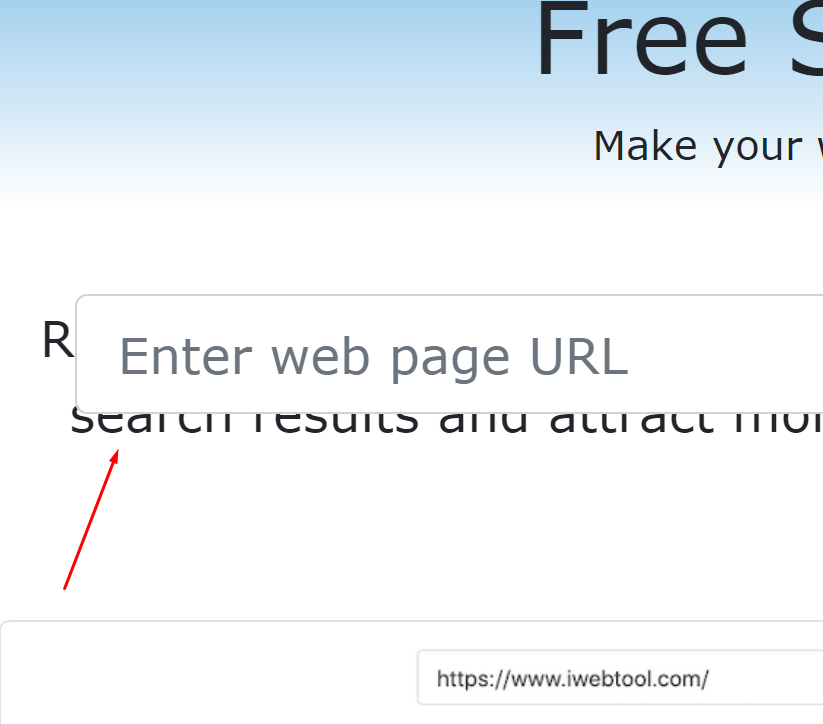 Free
Make your
R
Enter web page URL
search results and attract
https://www.iwebtool.com/